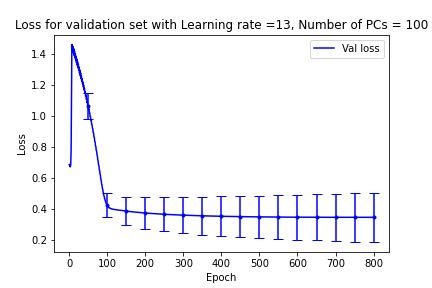 Loss for validation set with Learning rate =13, Number of PCs = 100
Val loss
Loss
1.4
1.2
1.0
0.8
0.6
0.4
0.2
0 100 200 300 400 500 600 700 800
Epoch